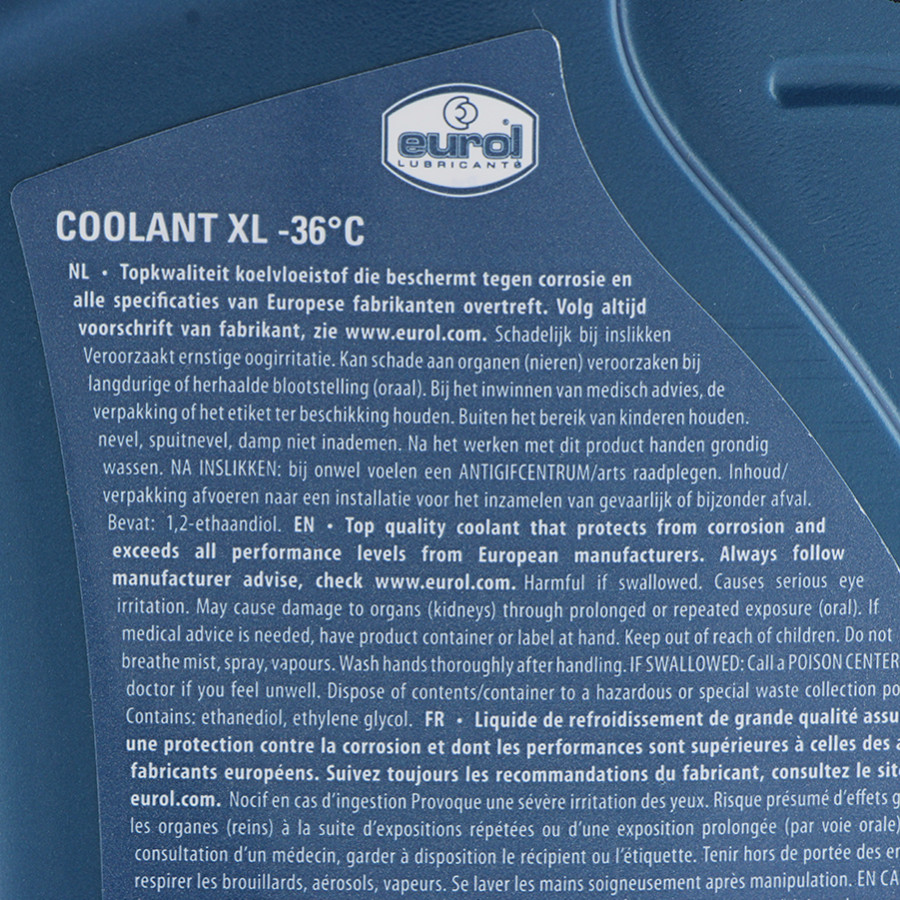 eurol®
LUBRICANTS
COOLANT XL -36°C
NL • Topkwaliteit koelvloeistof die beschermt tegen corrosie en
alle specificaties van Europese fabrikanten overtreft. Volg altijd
voorschrift van fabrikant, zie www.eurol.com. Schadelijk bij inslikken
Veroorzaakt ernstige oogirritatie. Kan schade aan organen (nieren) veroorzaken bij
langdurige of herhaalde blootstelling (oraal). Bij het inwinnen van medisch advies, de
verpakking of het etiket ter beschikking houden. Buiten het bereik van kinderen houden.
nevel, spuitnevel, damp niet inademen. Na het werken met dit product handen grondig
wassen. NA INSLIKKEN: bij onwel voelen een ANTIGIFCENTRUM/arts raadplegen. Inhoud/
verpakking afvoeren naar een installatie voor het inzamelen van gevaarlijk of bijzonder afval.
Bevat: 1,2-ethaandiol. EN • Top quality coolant that protects from corrosion and
exceeds all performance levels from European manufacturers. Always follow
manufacturer advise, check www.eurol.com. Harmful if swallowed. Causes serious eye
irritation. May cause damage to organs (kidneys) through prolonged or repeated exposure (oral). If
medical advice is needed, have product container or label at hand. Keep out of reach of children. Do not
breathe mist, spray, vapours. Wash hands thoroughly after handling. IF SWALLOWED: Call a POISON CENTER
doctor if you feel unwell. Dispose of contents/container to a hazardous or special waste collection po
Contains: ethanediol, ethylene glycol. FR • Liquide de refroidissement de grande qualité assu
une protection contre la corrosion et dont les performances sont supérieures à celles des a
fabricants européens. Suivez toujours les recommandations du fabricant, consultez le site
eurol.com. Nocif en cas d'ingestion Provoque une sévère irritation des yeux. Risque présumé d'effets g
les organes (reins) à la suite d'expositions répétées ou d'une exposition prolongée (par voie orale)
consultation d'un médecin, garder à disposition le récipient ou l'étiquette. Tenir hors de portée des en
respirer les brouillards, aérosols, vapeurs. Se laver les mains soigneusement après manipulation. EN CA